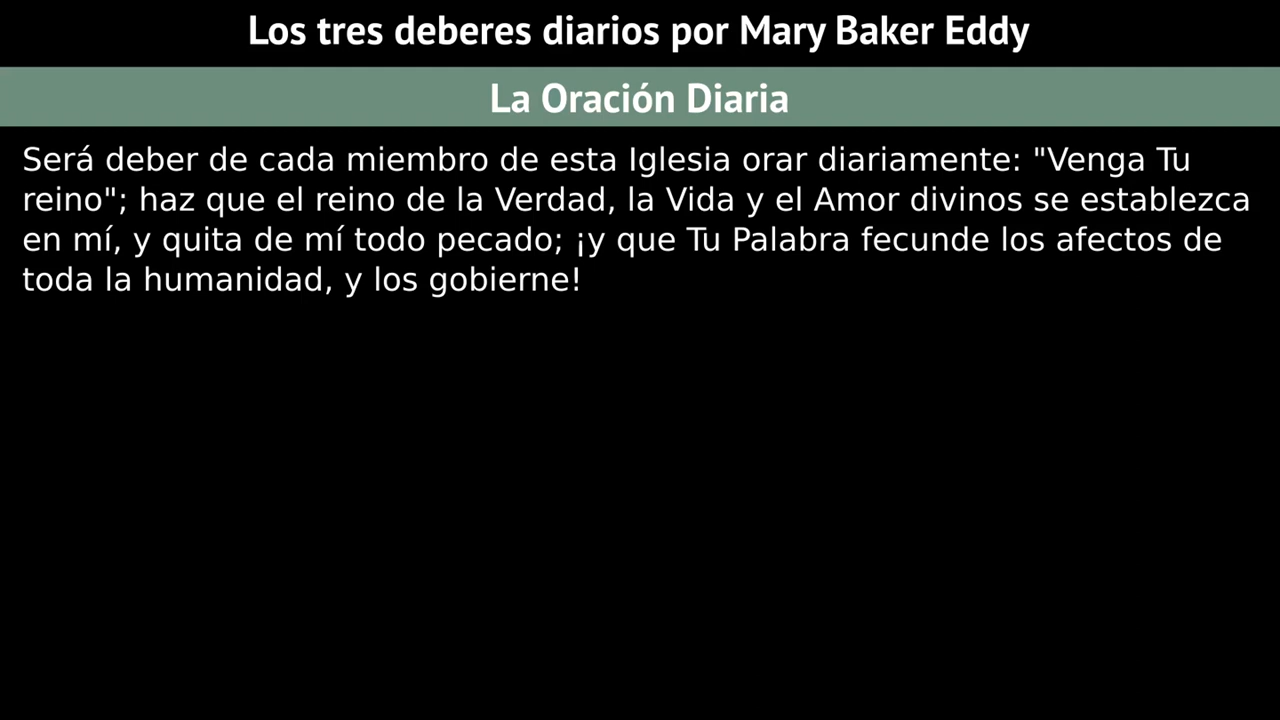 Los tres deberes diarios por Mary Baker Eddy
La Oración Diaria
Será deber de cada miembro de esta Iglesia orar diariamente: "Venga Tu
reino"; haz que el reino de la Verdad, la Vida y el Amor divinos se establezca
en mí, y quita de mí todo pecado; ¡y que Tu Palabra fecunde los afectos de
toda la humanidad, y los gobierne!